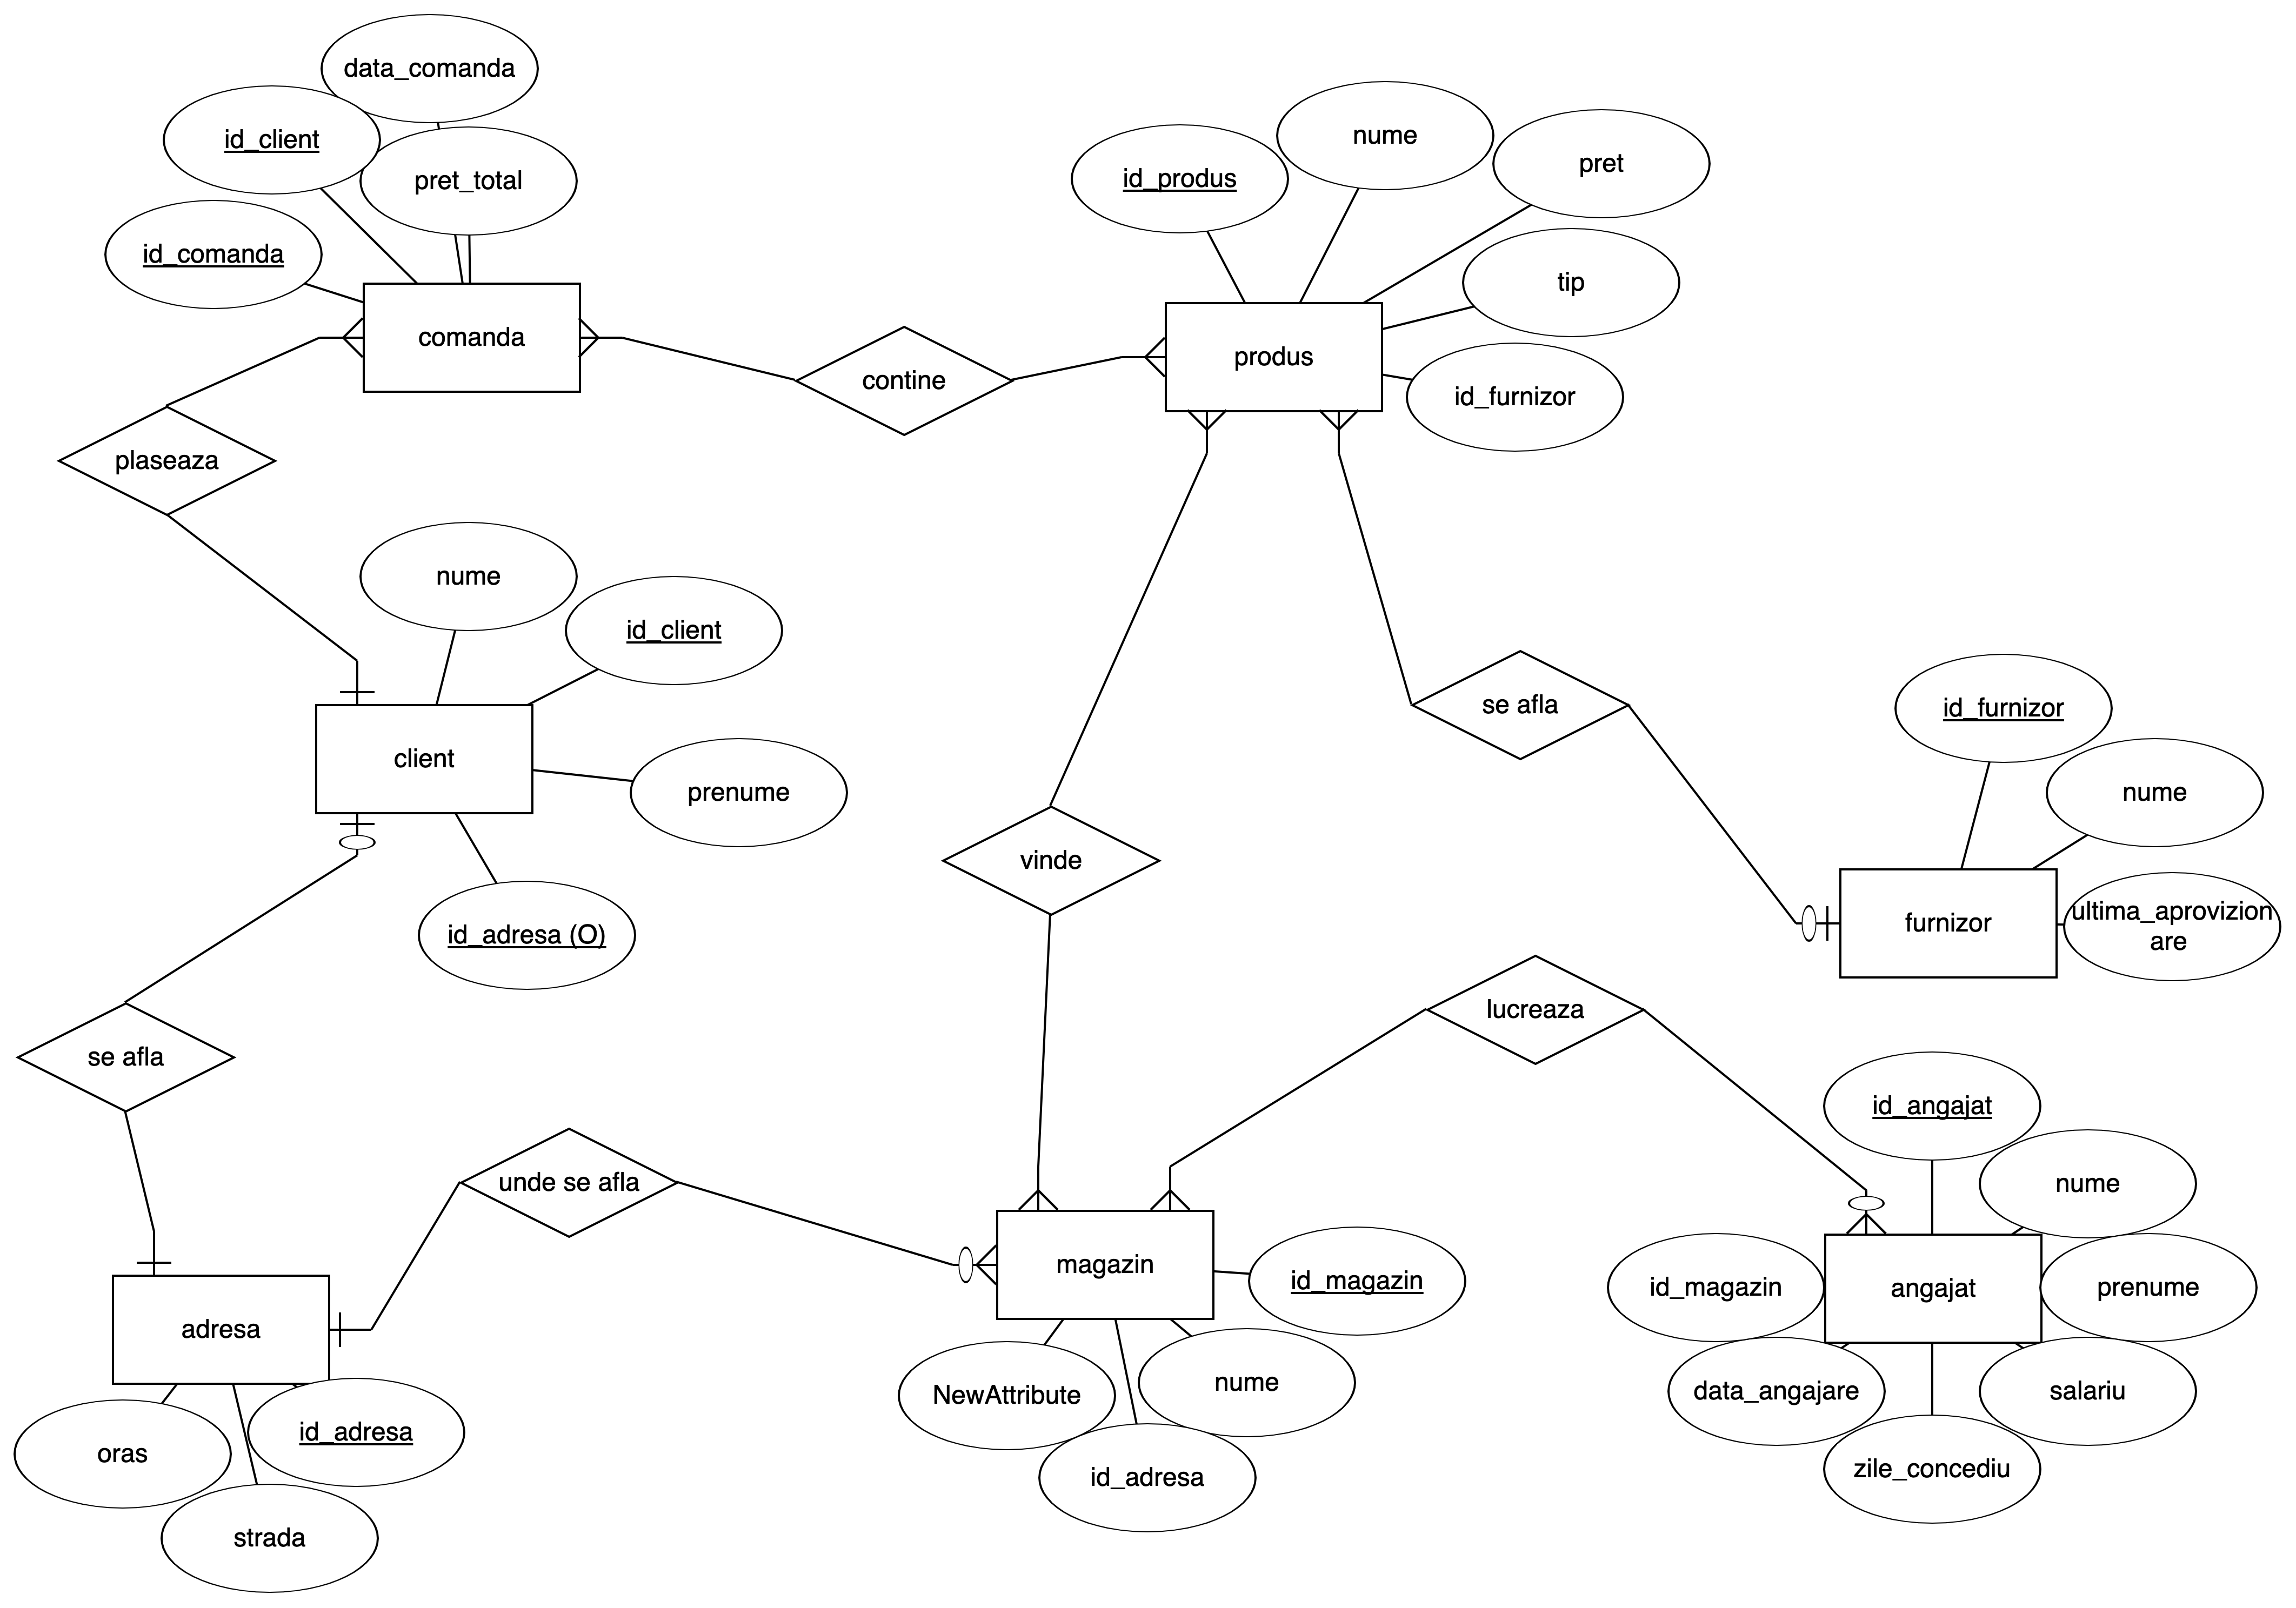 data_comanda
id_client
pret_total
id_comanda
comanda
contine
id_produs
nume
pret
tip
produs
id_furnizor
plaseaza
nume
id_client
client
prenume
id_adresa (O)
se afla
id_furnizor
nume
furnizor
ultima_aprovizion
are
vinde
lucreaza
se afla
unde se afla
adresa
oras
id_adresa
strada
magazin
id_magazin
NewAttribute
nume
id_adresa
id_angajat
nume
id_magazin
angajat
prenume
data_angajare
salariu
zile_concediu